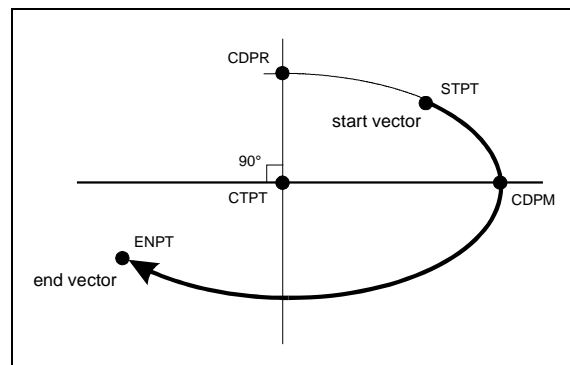 CDPR
STPT
start vector
90°
CTPT
CDPM
ENPT
end vector